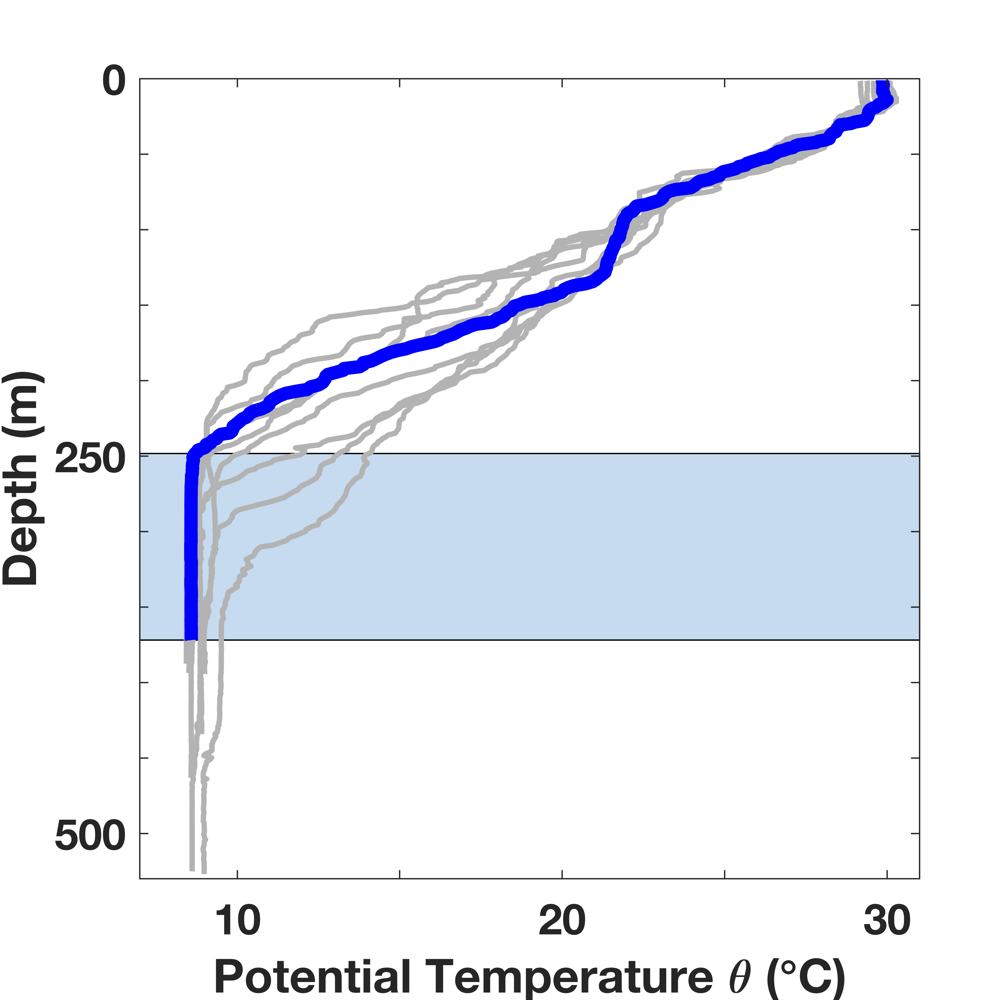 0
250
500
Depth (m)
10 20 30
Potential Temperature θ (°C)